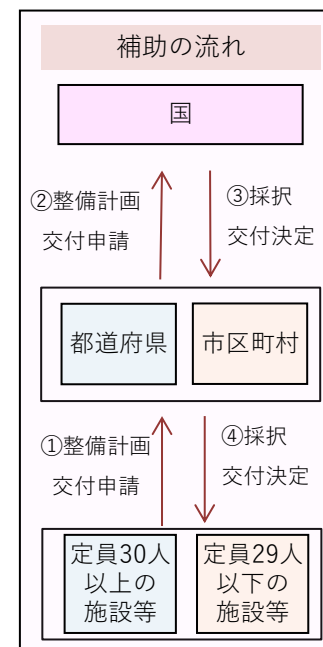 補助の流れ
国
②整備計画
交付申請
③採択
交付決定
都道府県
市区町村
①整備計画
交付申請
④採択
交付決定
定員30人
以上の
施設等
定員29人
以下の
施設等